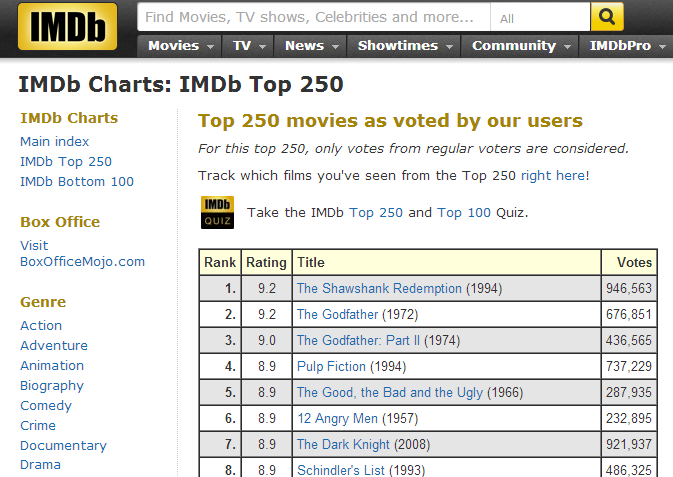 IMDb
Find Movies, TV shows, Celebrities and more... All
Movies TV News Showtimes Community IMDbPro
IMDb Charts: IMDb Top 250
IMDb Charts
Main index
IMDb Top 250
IMDb Bottom 100
Box Office
Visit
BoxOfficeMojo.com
Genre
Action
Adventure
Animation
Biography
Comedy
Crime
Documentary
Drama
Top 250 movies as voted by our users
For this top 250, only votes from regular voters are considered.
Track which films you've seen from the Top 250 right here!
IMDb
QUIZ
Take the IMDb Top 250 and Top 100 Quiz.
Rank Rating Title Votes
1. 9.2 The Shawshank Redemption (1994) 946,563
2. 9.2 The Godfather (1972) 676,851
3. 9.0 The Godfather: Part II (1974) 436,565
4. 8.9 Pulp Fiction (1994) 737,229
5. 8.9 The Good, the Bad and the Ugly (1966) 287,935
6. 8.9 12 Angry Men (1957) 232,895
7. 8.9 The Dark Knight (2008) 921,937
8. 8.9 Schindler's List (1993) 486,325